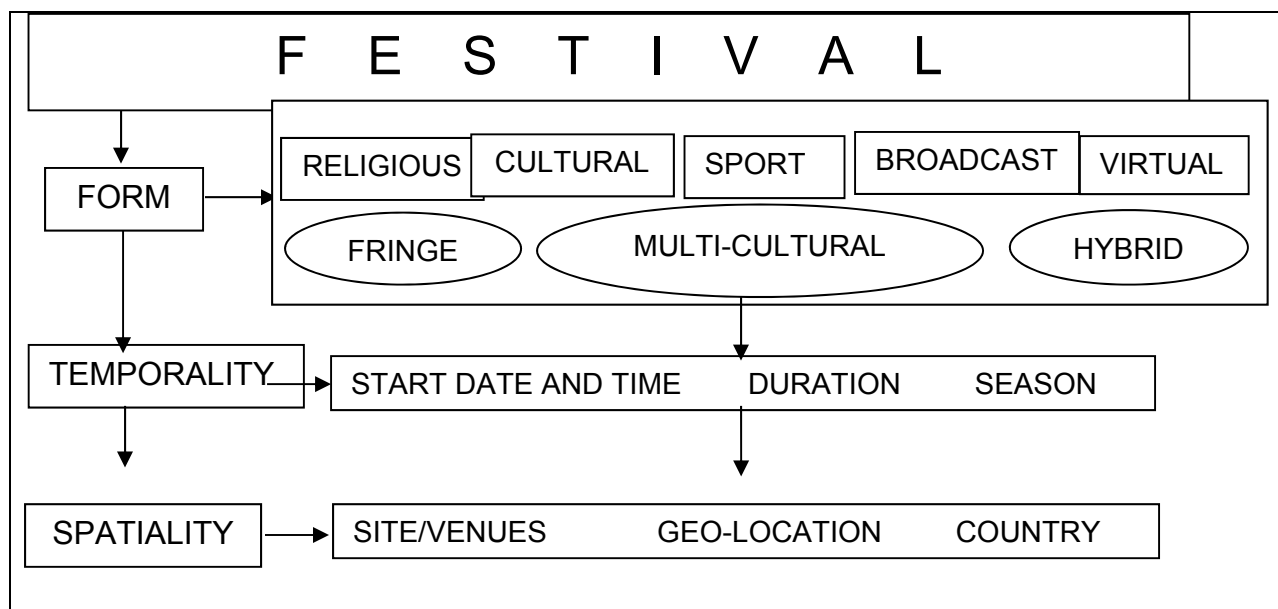 F E S T I V A L
RELIGIOUS CULTURAL SPORT BROADCAST VIRTUAL
FORM
FRINGE MULTI-CULTURAL HYBRID
TEMPORALITY START DATE AND TIME DURATION SEASON
SPATIALITY SITE/VENUES GEO-LOCATION COUNTRY